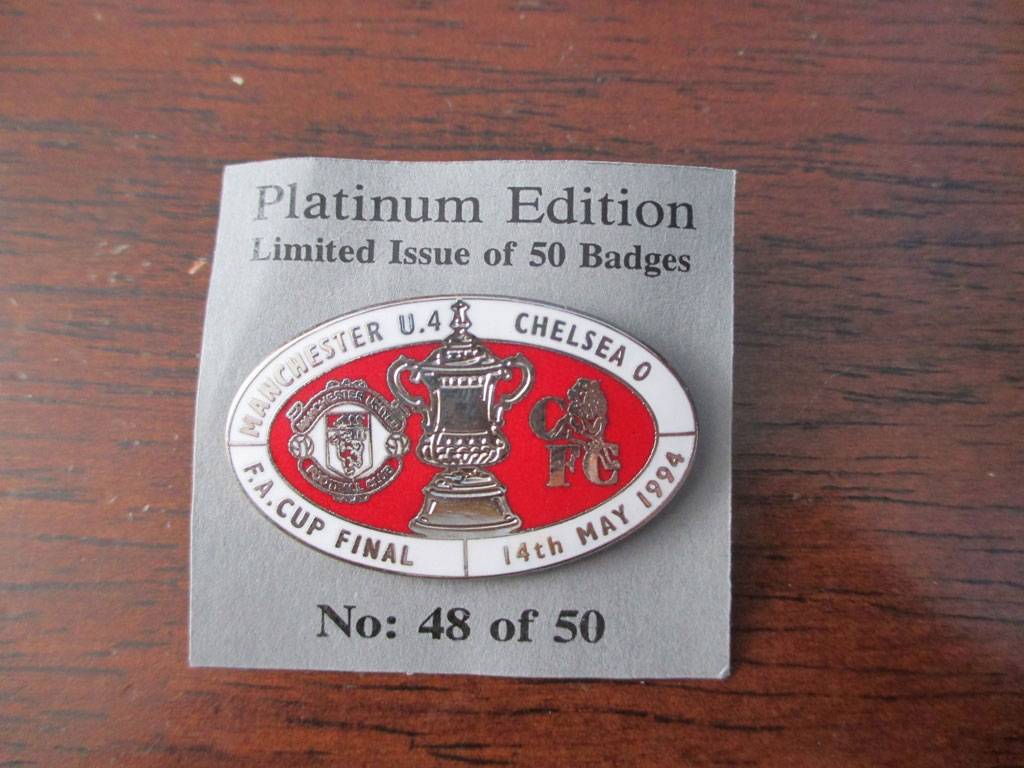 Platinum Edition
Limited Issue of 50 Badges
MANCHESTER U.4
CHELSEA 0
MANCHESTER UNITED
FOOTBALL CLUB
CFC
F.A.CUP FINAL
14th MAY 1994
No: 48 of 50